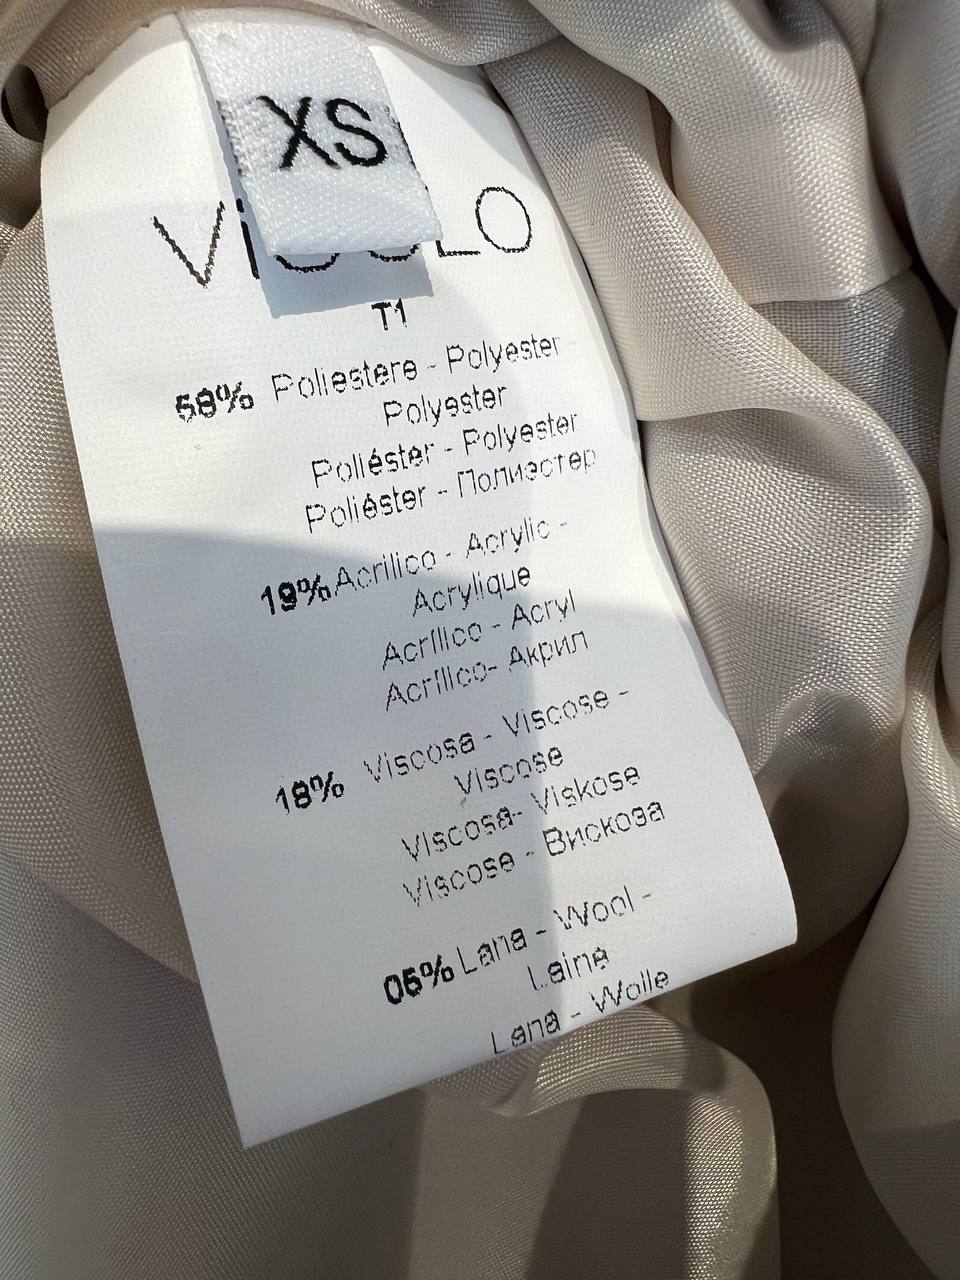 XS
ViCOLO
T1
58% Poliestere - Polyester -
Polyester
Poliéster - Polyester
Poliéster - Полиэстер
19% Acrilico - Acrylic -
Acrylique
Acrílico - Acryl
Acrílico- Акрил
18% Viscosa - Viscose -
Viscose
Viscosa- Viskose
Viscose - Вискоза
05% Lana - Wool -
Laine
Lana - Wolle